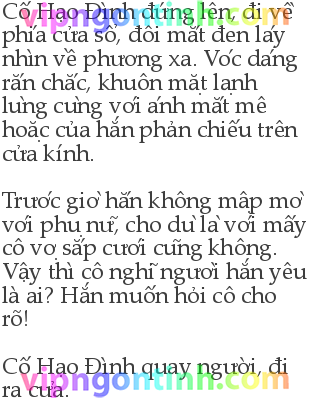 Cố Hạo Đình đứng lên, đi về
phía cửa sổ, đôi mắt đen láy
nhìn về phương xa. Vóc dáng
rắn chắc, khuôn mặt lạnh
lùng cùng với ánh mắt mê
hoặc của hắn phản chiếu trên
cửa kính.

Trước giờ hắn không mập mờ
với phụ nữ, cho dù là với mấy
cô vợ sắp cưới cũng không.
Vậy thì cô nghĩ người hắn yêu
là ai? Hắn muốn hỏi cô cho
rõ!

Cố Hạo Đình quay người, đi
ra cửa.
vipngontinh.com
vipngontinh.com